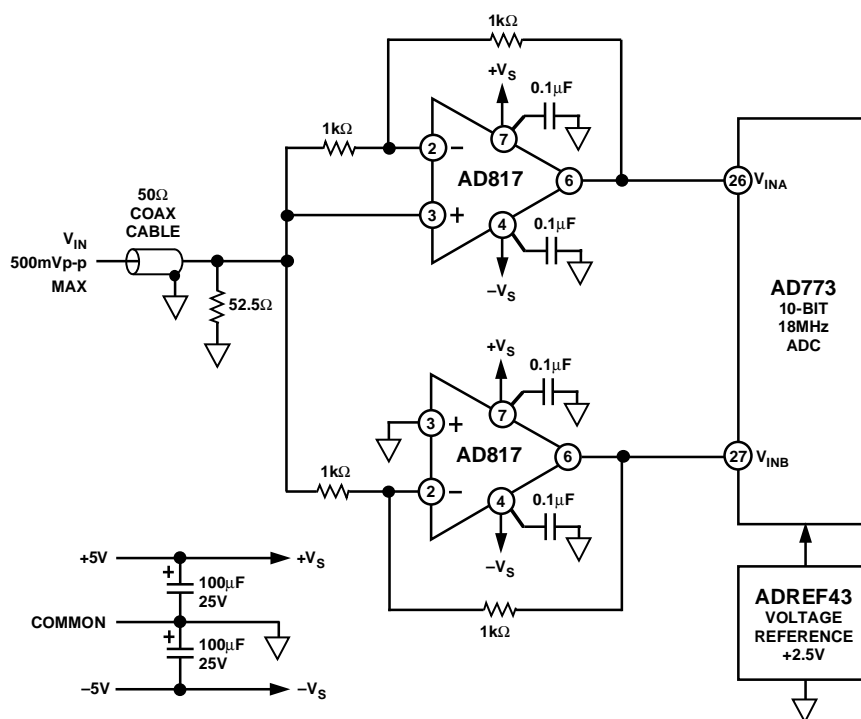 1kΩ
+VS
0.1μF
1kΩ
2
−
7
AD817
6
3
+
4
0.1μF
−VS
50Ω
COAX
CABLE
VIN
500mVp-p
MAX
52.5Ω
26
VINA
AD773
10-BIT
18MHz
ADC
+VS
0.1μF
3
+
7
AD817
6
27
VINB
1kΩ
2
−
4
0.1μF
−VS
1kΩ
+5V
+VS
+
100μF
25V
COMMON
+
100μF
25V
−5V
−VS
ADREF43
VOLTAGE
REFERENCE
+2.5V